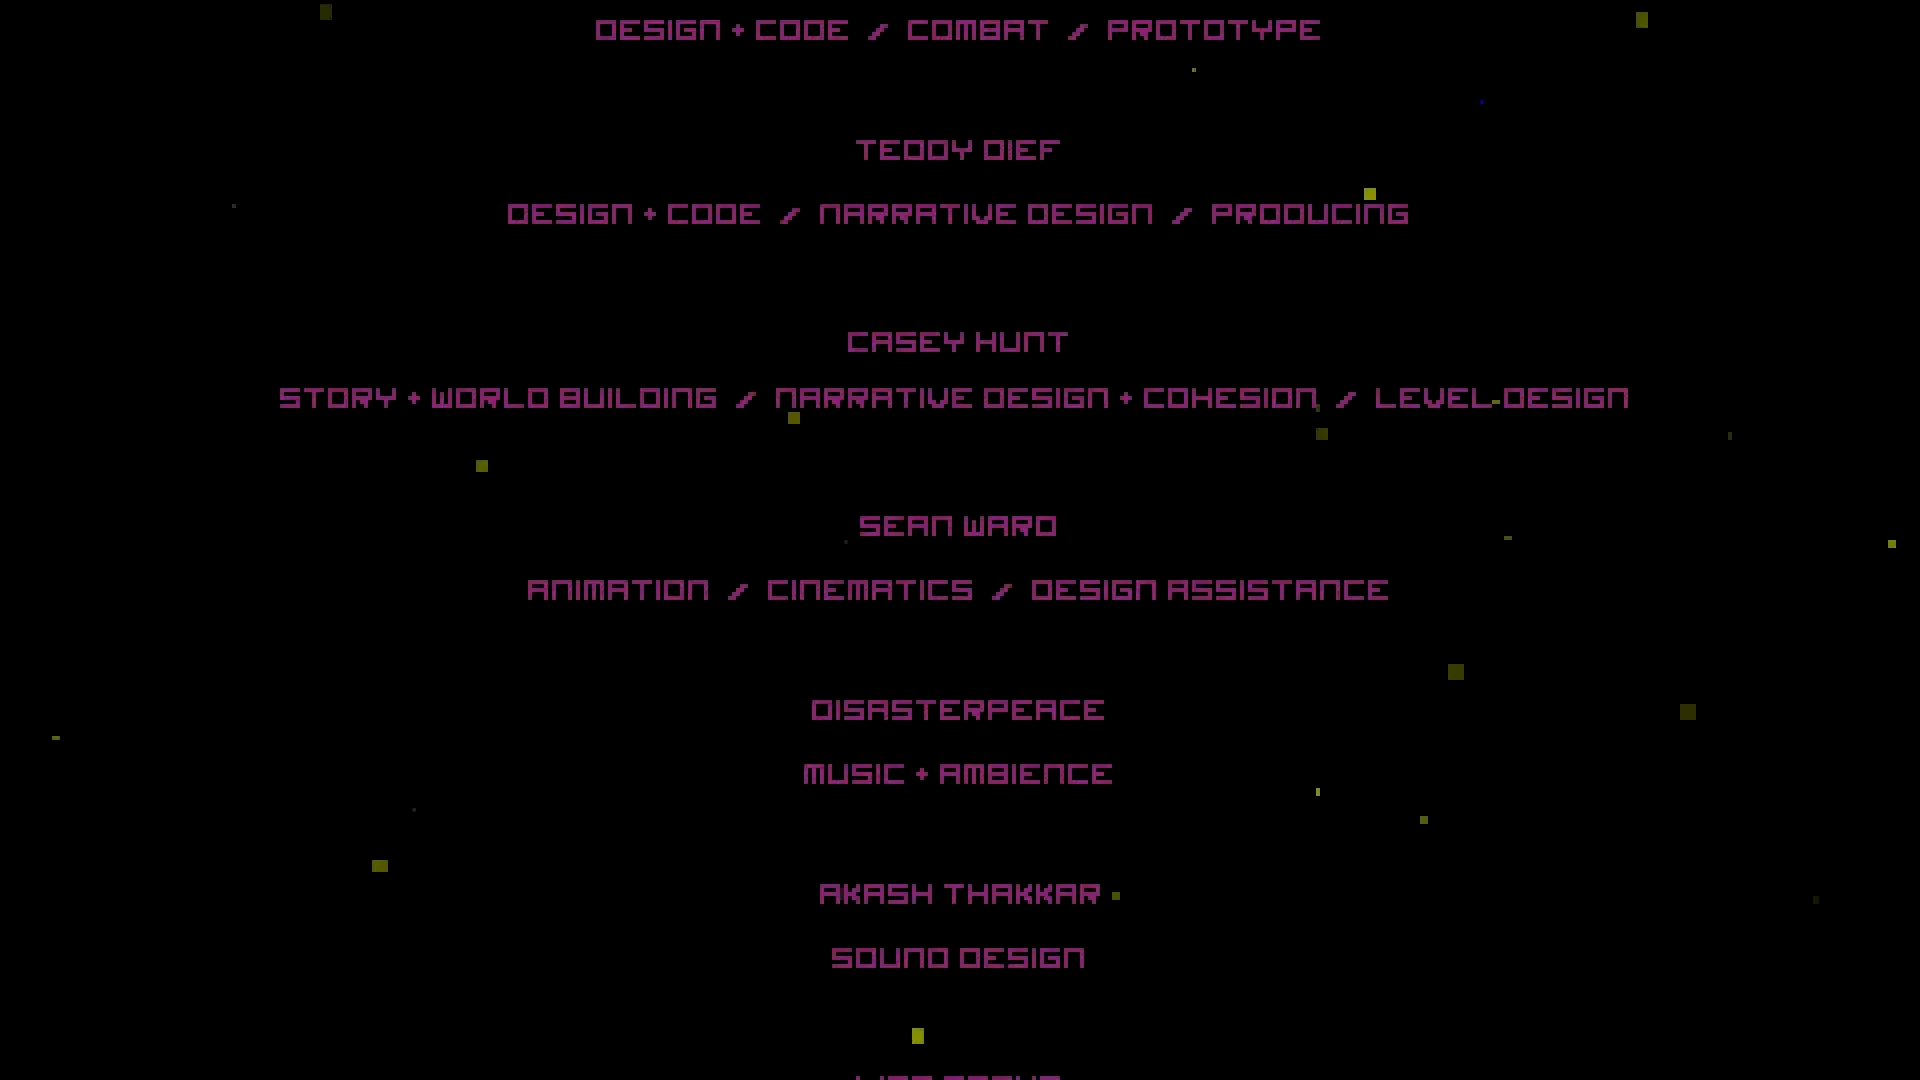 DESIGN + CODE / COMBAT / PROTOTYPE
TEDDY DIEF
DESIGN + CODE / NARRATIVE DESIGN / PRODUCING
CASEY HUNT
STORY + WORLD BUILDING / NARRATIVE DESIGN + COHESION / LEVEL DESIGN
SEAN WARD
ANIMATION / CINEMATICS / DESIGN ASSISTANCE
DISASTERPEACE
MUSIC + AMBIENCE
AKASH THAKKAR
SOUND DESIGN